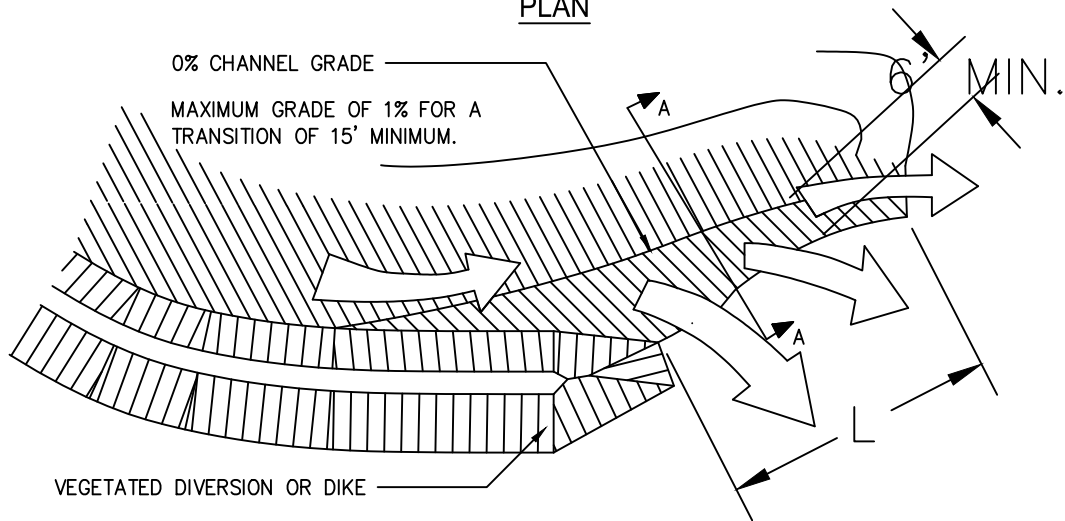 PLAN
0% CHANNEL GRADE
6' MIN.
MAXIMUM GRADE OF 1% FOR A
TRANSITION OF 15' MINIMUM.
A
A
L
VEGETATED DIVERSION OR DIKE